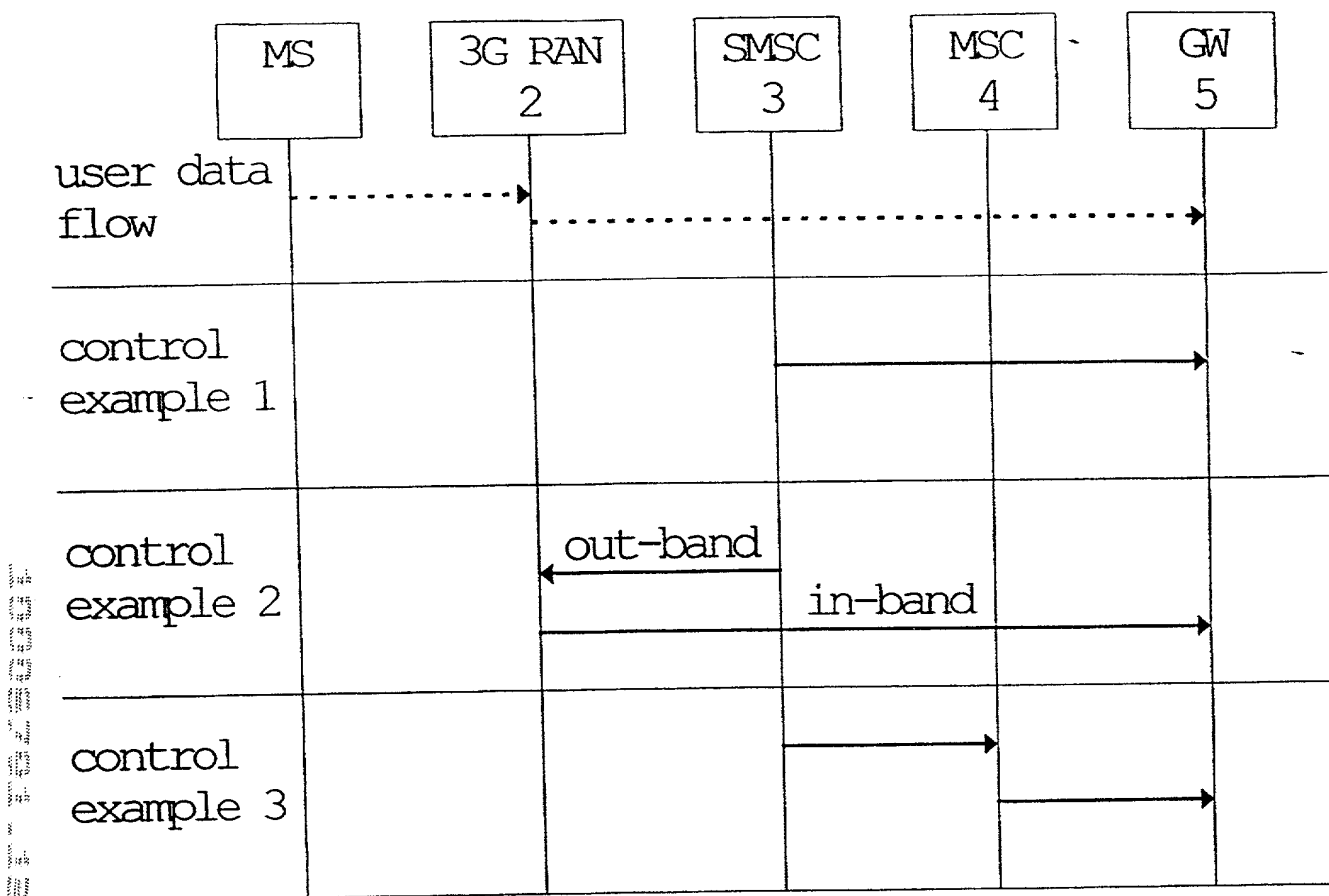 MS
3G RAN
2
SMSC
3
MSC
4
GW
5
user data
flow
control
example 1
control
example 2
out-band
in-band
control
example 3